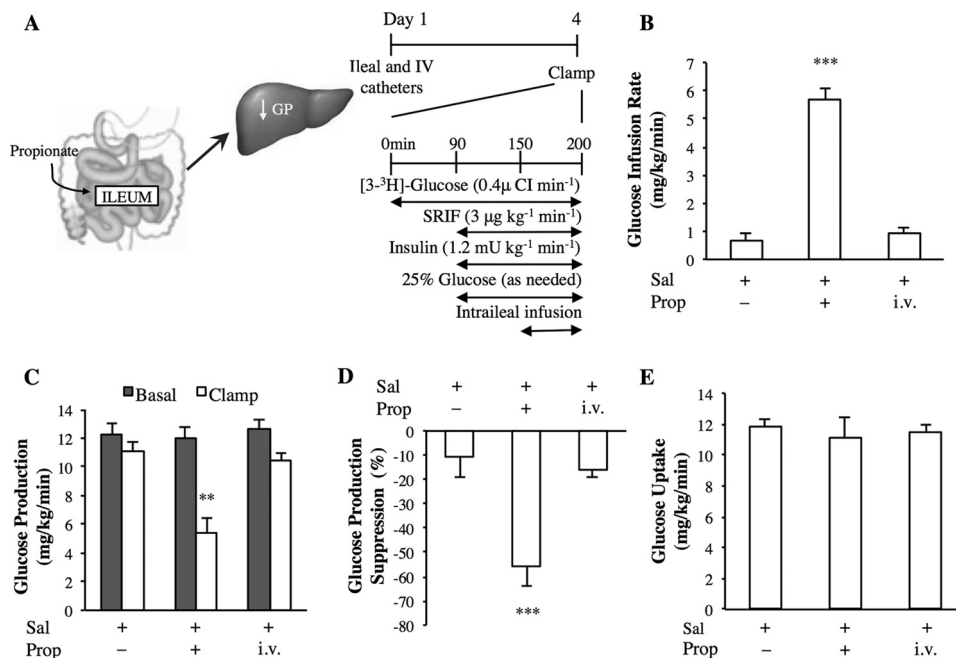 A
Day 1
4
Ileal and IV
catheters
Clamp
↓ GP
Propionate
ILEUM
0min
90
150
200
[3-³H]-Glucose (0.4µ CI min⁻¹)
SRIF (3 µg kg⁻¹ min⁻¹)
Insulin (1.2 mU kg⁻¹ min⁻¹)
25% Glucose (as needed)
Intraileal infusion
B
Glucose Infusion Rate
(mg/kg/min)
7
6
5
4
3
2
1
0
***
Sal + + +
Prop – + i.v.
C
Basal Clamp
Glucose Production
(mg/kg/min)
14
12
10
8
6
4
2
0
**
Sal + + +
Prop – + i.v.
D
Sal + + +
Prop – + i.v.
Glucose Production
Suppression (%)
0
-10
-20
-30
-40
-50
-60
-70
-80
***
E
Glucose Uptake
(mg/kg/min)
14
12
10
8
6
4
2
0
Sal + + +
Prop – + i.v.